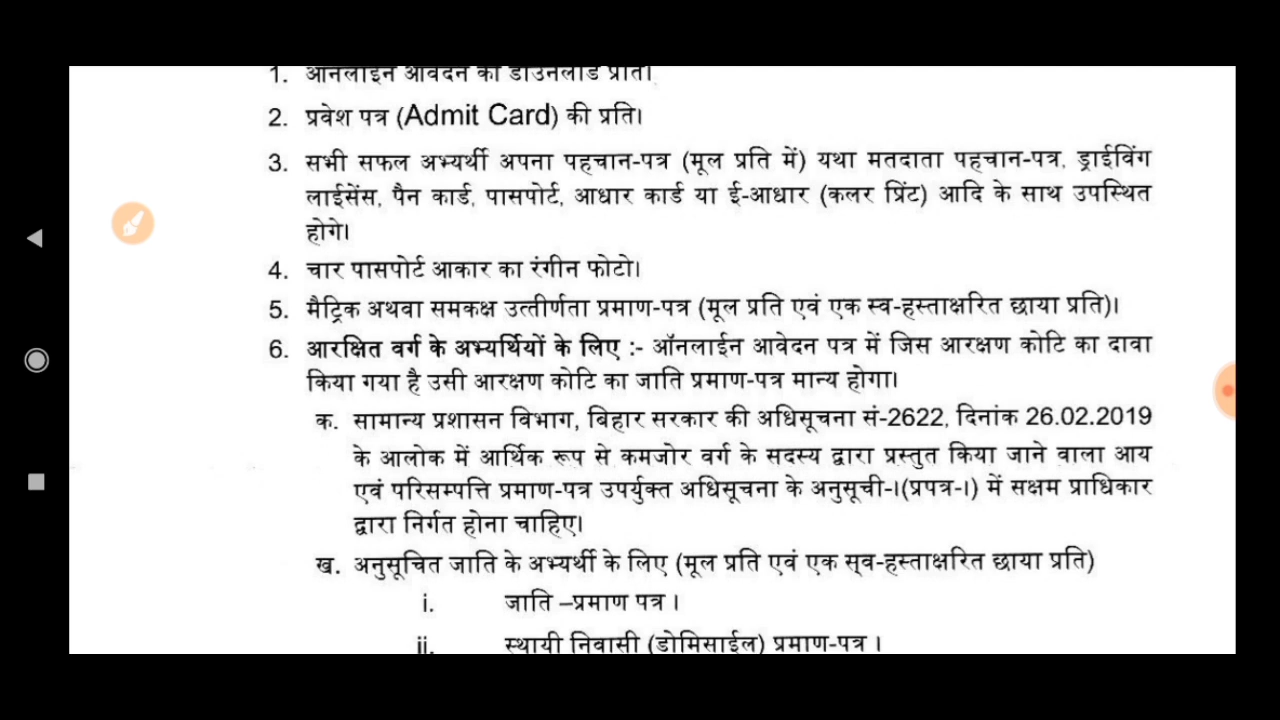 1. ऑनलाईन आवेदन की डाउनलोड प्रति।
2. प्रवेश पत्र (Admit Card) की प्रति।
3. सभी सफल अभ्यर्थी अपना पहचान-पत्र (मूल प्रति में) यथा मतदाता पहचान-पत्र, ड्राईविंग
लाईसेंस, पैन कार्ड, पासपोर्ट, आधार कार्ड या ई-आधार (कलर प्रिंट) आदि के साथ उपस्थित
होगे।
4. चार पासपोर्ट आकार का रंगीन फोटो।
5. मैट्रिक अथवा समकक्ष उत्तीर्णता प्रमाण-पत्र (मूल प्रति एवं एक स्व-हस्ताक्षरित छाया प्रति)।
6. आरक्षित वर्ग के अभ्यर्थियों के लिए :- ऑनलाईन आवेदन पत्र में जिस आरक्षण कोटि का दावा
किया गया है उसी आरक्षण कोटि का जाति प्रमाण-पत्र मान्य होगा।
क. सामान्य प्रशासन विभाग, बिहार सरकार की अधिसूचना सं-2622, दिनांक 26.02.2019
के आलोक में आर्थिक रूप से कमजोर वर्ग के सदस्य द्वारा प्रस्तुत किया जाने वाला आय
एवं परिसम्पत्ति प्रमाण-पत्र उपर्युक्त अधिसूचना के अनुसूची-I(प्रपत्र-I) में सक्षम प्राधिकार
द्वारा निर्गत होना चाहिए।
ख. अनुसूचित जाति के अभ्यर्थी के लिए (मूल प्रति एवं एक स्व-हस्ताक्षरित छाया प्रति)
i. जाति –प्रमाण पत्र ।
ii. स्थायी निवासी (डोमिसाईल) प्रमाण-पत्र ।